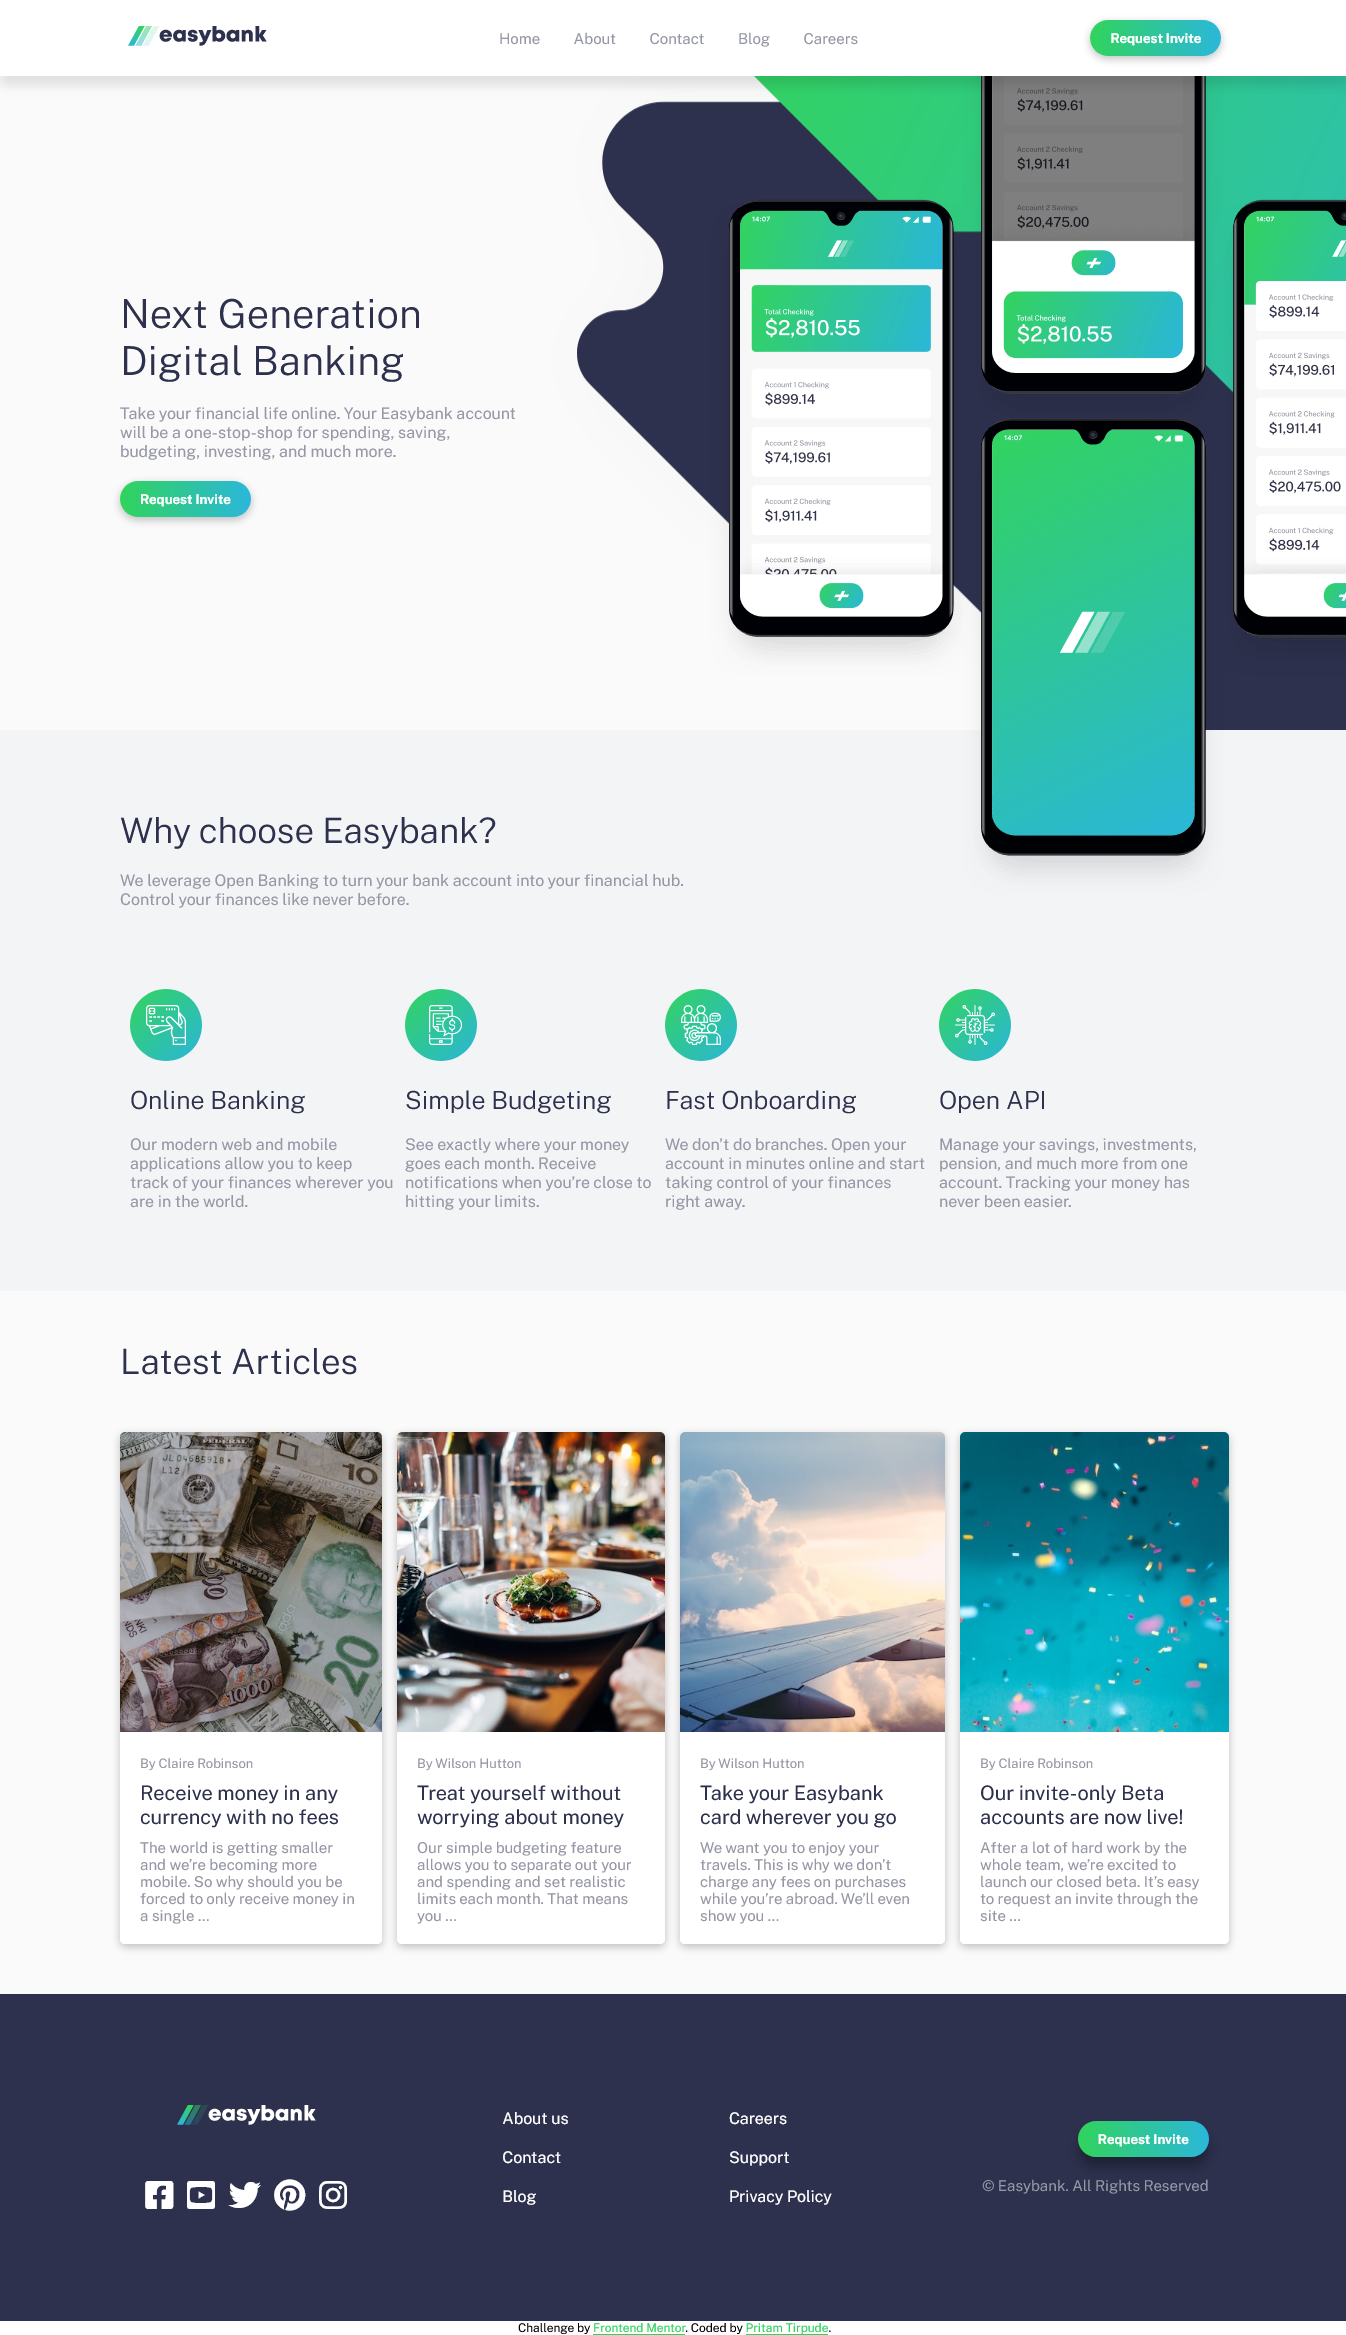 easybank
Home
About
Contact
Blog
Careers
Request Invite
Account 2 Savings
$74,199.61
Account 2 Checking
$1,911.41
Account 2 Savings
$20,475.00
Total Checking
$2,810.55
14:07
Total Checking
$2,810.55
Account 1 Checking
$899.14
Account 2 Savings
$74,199.61
Account 2 Checking
$1,911.41
Account 2 Savings
$20,475.00
14:07
Account 1 Checking
$899.14
Account 2 Savings
$74,199.61
Account 2 Checking
$1,911.41
Account 2 Savings
$20,475.00
Account 1 Checking
$899.14
14:07
Next Generation
Digital Banking
Take your financial life online. Your Easybank account
will be a one-stop-shop for spending, saving,
budgeting, investing, and much more.
Request Invite
Why choose Easybank?
We leverage Open Banking to turn your bank account into your financial hub.
Control your finances like never before.
Online Banking
Our modern web and mobile
applications allow you to keep
track of your finances wherever you
are in the world.
Simple Budgeting
See exactly where your money
goes each month. Receive
notifications when you’re close to
hitting your limits.
Fast Onboarding
We don’t do branches. Open your
account in minutes online and start
taking control of your finances
right away.
Open API
Manage your savings, investments,
pension, and much more from one
account. Tracking your money has
never been easier.
Latest Articles
JL04685918*
L12
10
20
1000
By Claire Robinson
Receive money in any
currency with no fees
The world is getting smaller
and we’re becoming more
mobile. So why should you be
forced to only receive money in
a single …
By Wilson Hutton
Treat yourself without
worrying about money
Our simple budgeting feature
allows you to separate out your
and spending and set realistic
limits each month. That means
you …
By Wilson Hutton
Take your Easybank
card wherever you go
We want you to enjoy your
travels. This is why we don’t
charge any fees on purchases
while you’re abroad. We’ll even
show you …
By Claire Robinson
Our invite-only Beta
accounts are now live!
After a lot of hard work by the
whole team, we’re excited to
launch our closed beta. It’s easy
to request an invite through the
site …
easybank
About us
Contact
Blog
Careers
Support
Privacy Policy
Request Invite
© Easybank. All Rights Reserved
Challenge by Frontend Mentor. Coded by Pritam Tirpude.